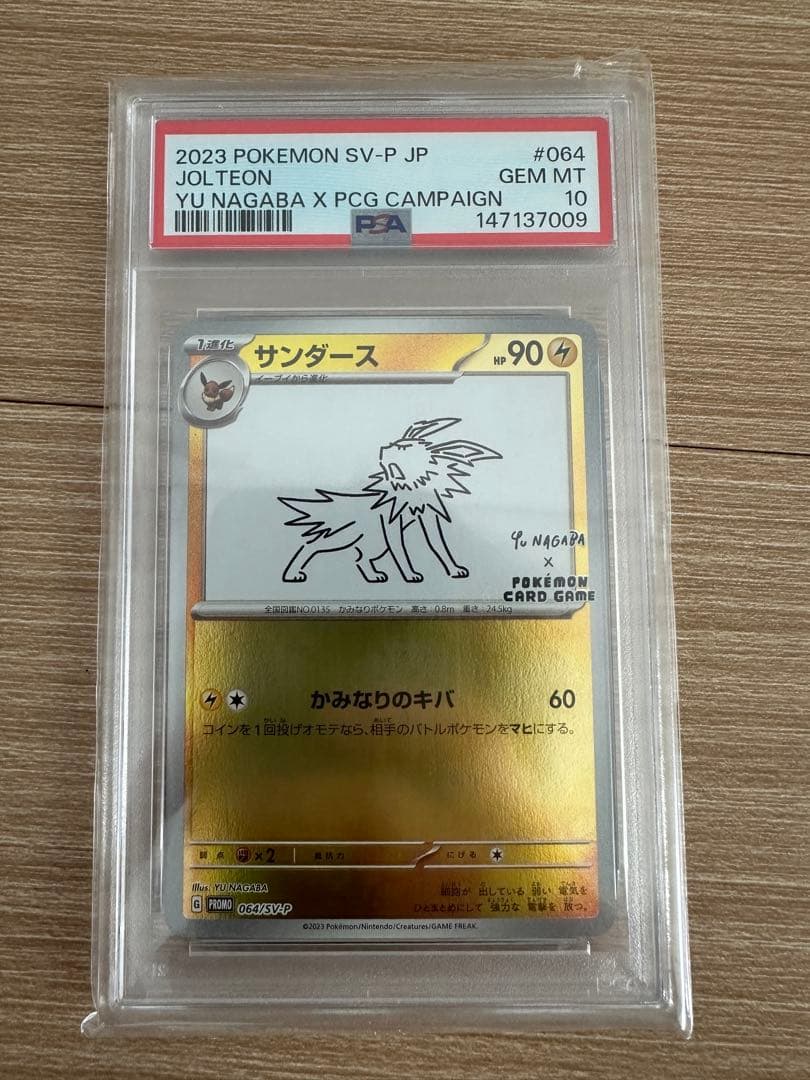 2023 POKEMON SV-P JP #064
JOLTEON GEM MT
YU NAGABA X PCG CAMPAIGN 10
PSA 147137009
1進化 サンダース HP 90
イーブイから進化
YU NAGABA
×
POKÉMON
CARD GAME
全国図鑑NO.0135 かみなりポケモン 高さ:0.8m 重さ:24.5kg
かみなりのキバ 60
コインを1回投げオモテなら、相手のバトルポケモンをマヒにする。
弱点 ×2 抵抗力 にげる
Illus. YU NAGABA
細胞が 出している 弱い 電気を
G PROMO 064/SV-P
ひとまとめにして 強力な 電撃を 放つ。
©2023 Pokémon/Nintendo/Creatures/GAME FREAK.